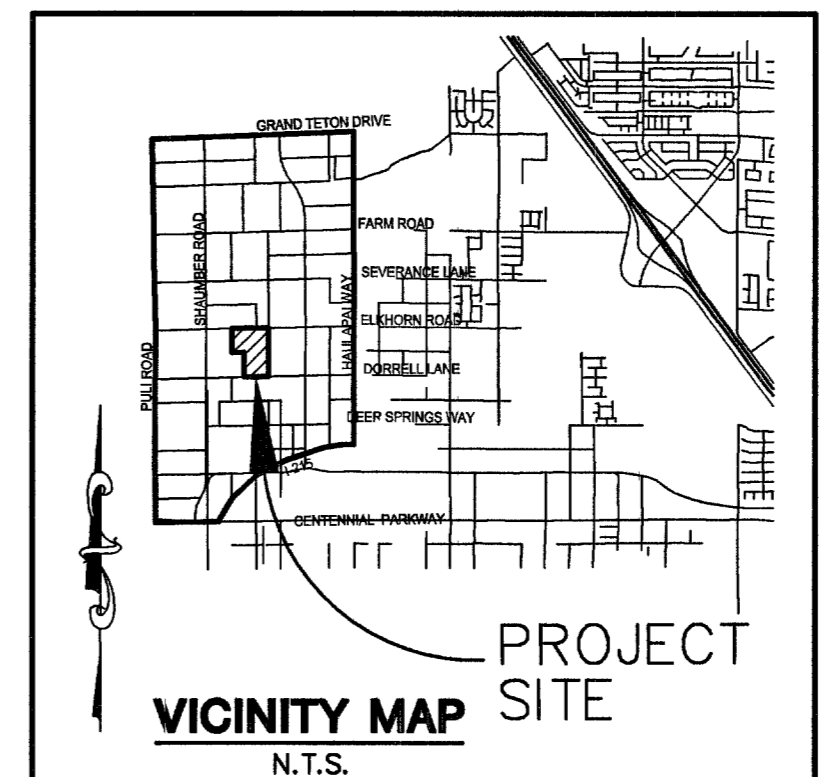 GRAND TETON DRIVE
SHAUMBER ROAD
FARM ROAD
SEVERANCE LANE
HAULAPAI WAY
ELKHORN ROAD
PULI ROAD
DORRELL LANE
DEER SPRINGS WAY
I-215
CENTENNIAL PARKWAY
PROJECT
SITE
VICINITY MAP
N.T.S.